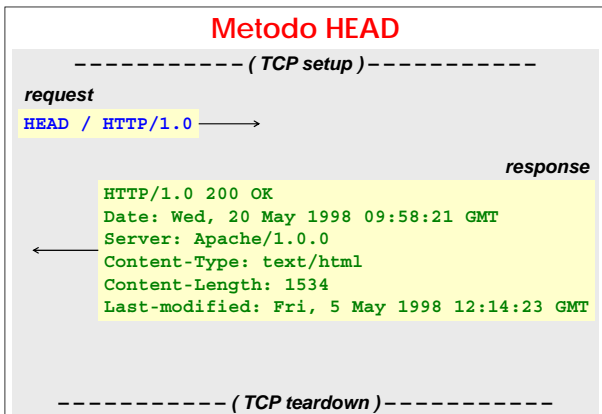 Metodo HEAD
– – – – – – – – – – – ( TCP setup ) – – – – – – – – – – –
request
HEAD / HTTP/1.0
response
HTTP/1.0 200 OK
Date: Wed, 20 May 1998 09:58:21 GMT
Server: Apache/1.0.0
Content-Type: text/html
Content-Length: 1534
Last-modified: Fri, 5 May 1998 12:14:23 GMT
– – – – – – – – – – – ( TCP teardown ) – – – – – – – – – – –